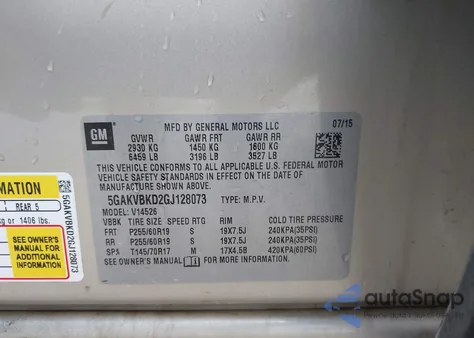 MFD BY GENERAL MOTORS LLC
07/15
GM
GVWR GAWR FRT GAWR RR
2930 KG 1450 KG 1600 KG
6459 LB 3196 LB 3527 LB
THIS VEHICLE CONFORMS TO ALL APPLICABLE U.S. FEDERAL MOTOR
VEHICLE SAFETY STANDARDS IN EFFECT ON THE DATE OF
MANUFACTURE SHOWN ABOVE.
5GAKVBKD2GJ128073 TYPE: M.P.V.
MODEL: V14526
VBBK TIRE SIZE SPEED RTG RIM COLD TIRE PRESSURE
FRT P255/60R19 S 19X7.5J 240KPA(35PSI)
RR P255/60R19 S 19X7.5J 240KPA(35PSI)
SPA T145/70R17 M 17X4.5B 420KPA(60PSI)
SEE OWNER'S MANUAL FOR MORE INFORMATION.
MATION
REAR 5
kg or 1406 lbs.
SEE OWNER'S
MANUAL FOR
ADDITIONAL
INFORMATION
5GAKVBKD2GJ128073
autoSnap